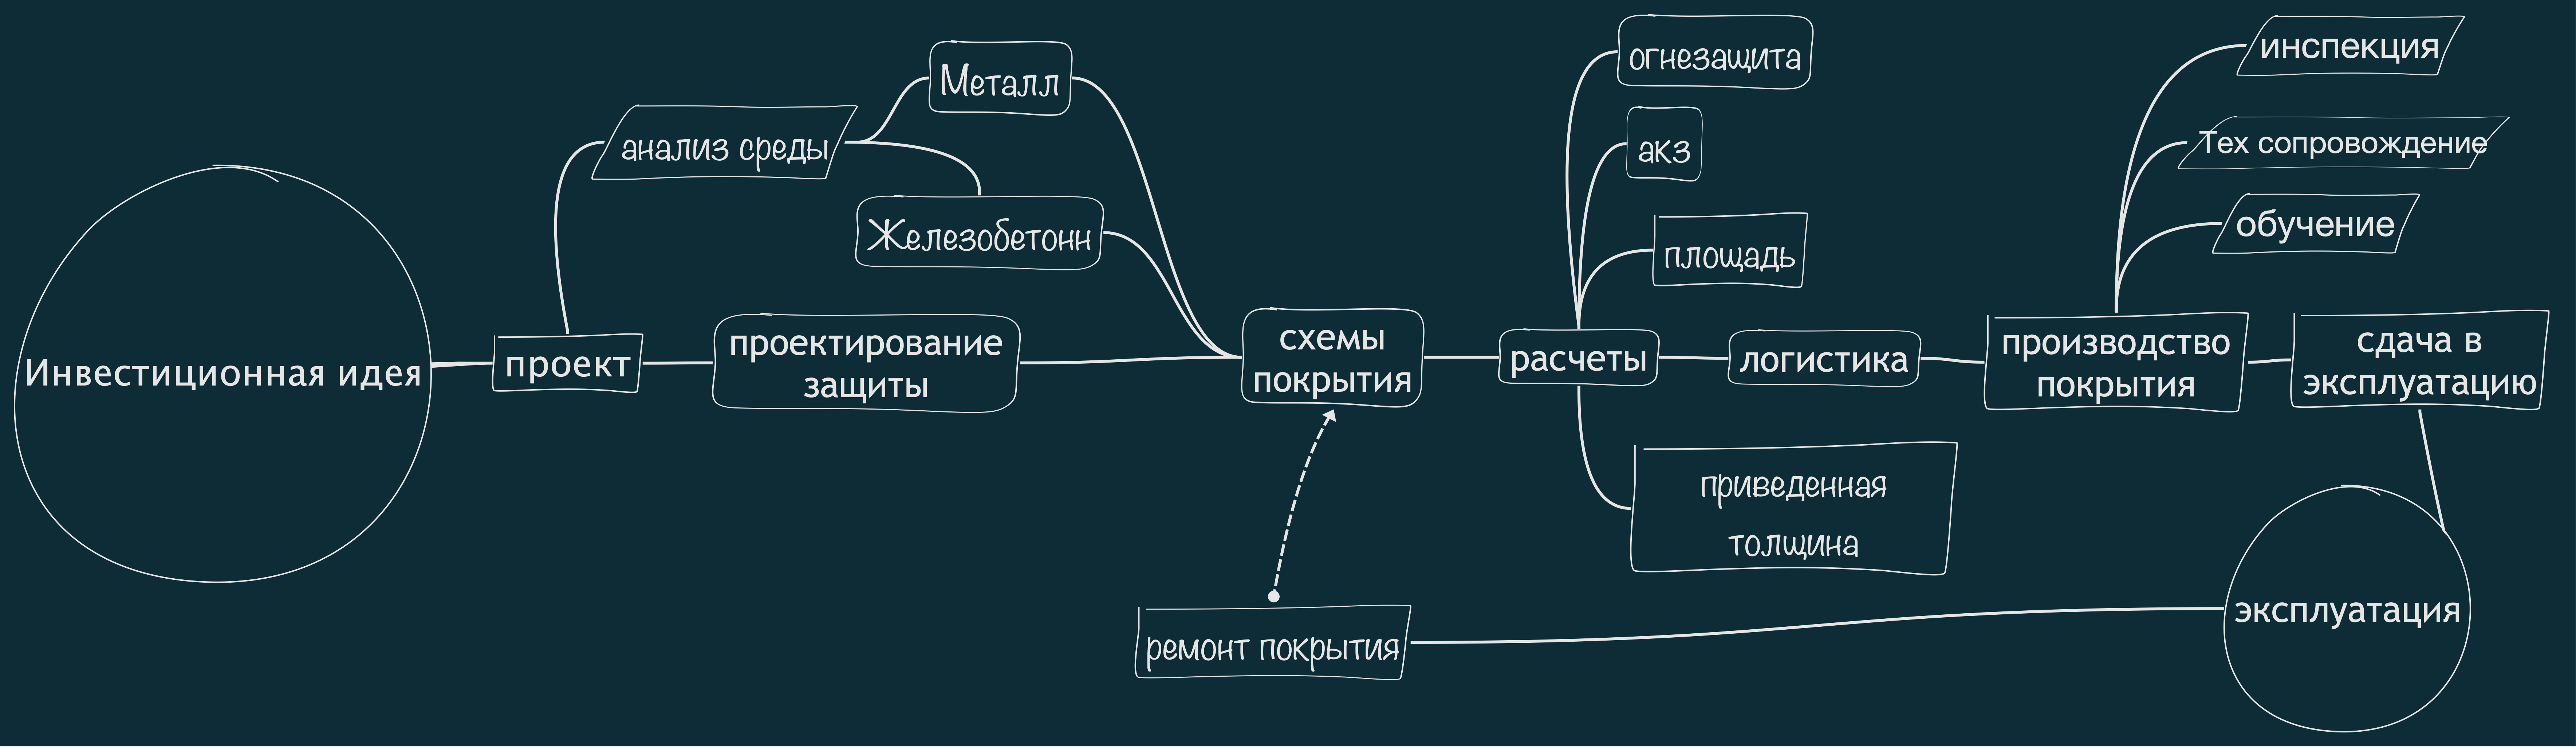 Инвестиционная идея
проект
анализ среды
Металл
Железобетонн
проектирование
защиты
схемы
покрытия
расчеты
огнезащита
акз
площадь
приведенная
толщина
логистика
производство
покрытия
инспекция
Тех сопровождение
обучение
сдача в
эксплуатацию
эксплуатация
ремонт покрытия